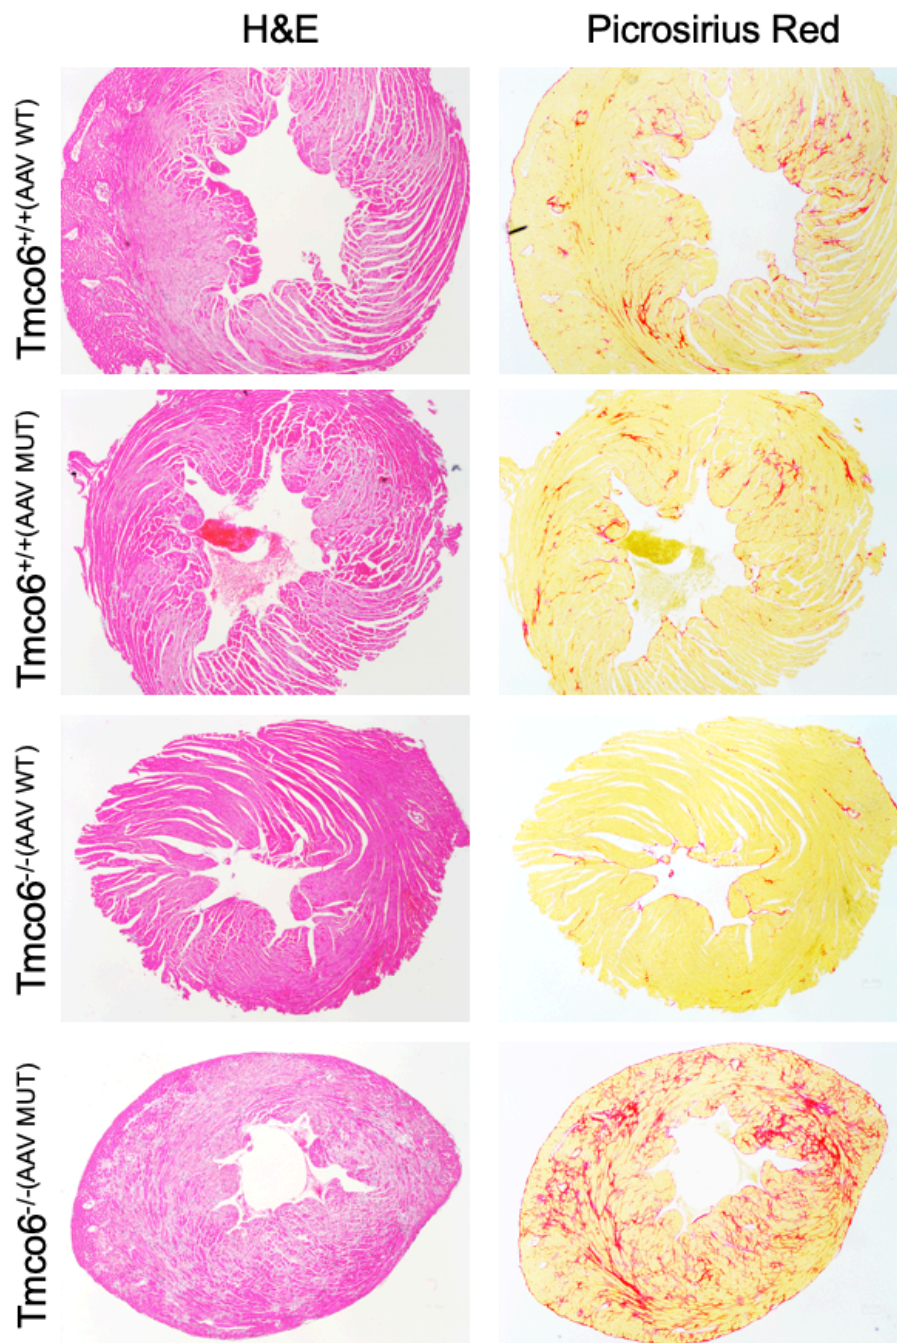 H&E
Picrosirius Red
Tmco6+/+(AAV WT)
Tmco6+/+(AAV MUT)
Tmco6-/-(AAV WT)
Tmco6-/-(AAV MUT)